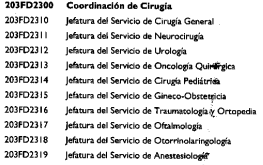 203FD2300 Coordinación de Cirugía
203FD2310 Jefatura del Servicio de Cirugía General
203FD2311 Jefatura del Servicio de Neurocirugía
203FD2312 Jefatura del Servicio de Urología
203FD2313 Jefatura del Servicio de Oncología Quirúrgica
203FD2314 Jefatura del Servicio de Cirugía Pediátrica
203FD2315 Jefatura del Servicio de Gineco-Obstetricia
203FD2316 Jefatura del Servicio de Traumatología y Ortopedia
203FD2317 Jefatura del Servicio de Oftalmología
203FD2318 Jefatura del Servicio de Otorrinolaringología
203FD2319 Jefatura del Servicio de Anestesiología